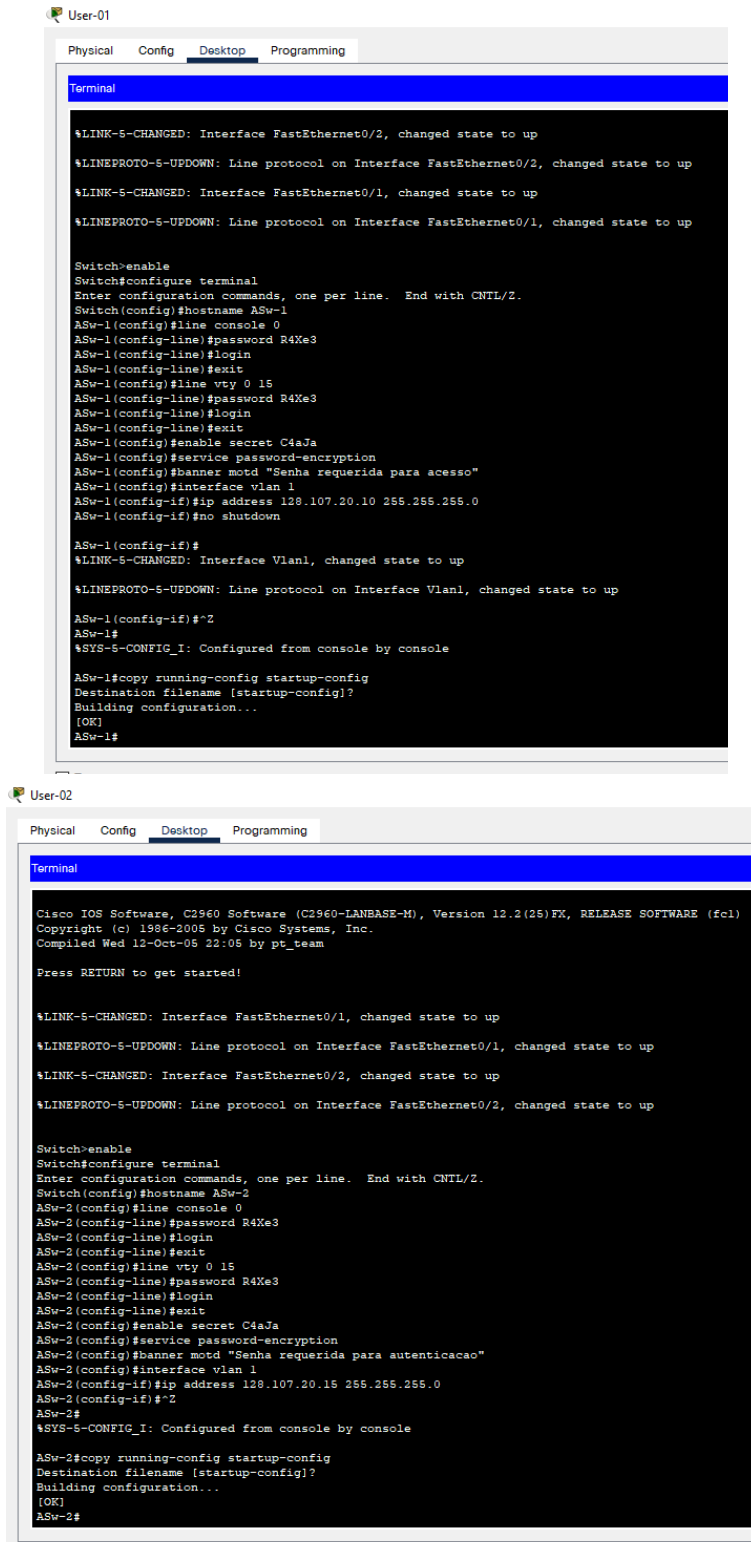 User-01
Physical Config Desktop Programming
Terminal
%LINK-5-CHANGED: Interface FastEthernet0/2, changed state to up
%LINEPROTO-5-UPDOWN: Line protocol on Interface FastEthernet0/2, changed state to up
%LINK-5-CHANGED: Interface FastEthernet0/1, changed state to up
%LINEPROTO-5-UPDOWN: Line protocol on Interface FastEthernet0/1, changed state to up
Switch>enable
Switch#configure terminal
Enter configuration commands, one per line.  End with CNTL/Z.
Switch(config)#hostname ASw-1
ASw-1(config)#line console 0
ASw-1(config-line)#password R4Xe3
ASw-1(config-line)#login
ASw-1(config-line)#exit
ASw-1(config)#line vty 0 15
ASw-1(config-line)#password R4Xe3
ASw-1(config-line)#login
ASw-1(config-line)#exit
ASw-1(config)#enable secret C4aJa
ASw-1(config)#service password-encryption
ASw-1(config)#banner motd "Senha requerida para acesso"
ASw-1(config)#interface vlan 1
ASw-1(config-if)#ip address 128.107.20.10 255.255.255.0
ASw-1(config-if)#no shutdown
ASw-1(config-if)#
%LINK-5-CHANGED: Interface Vlan1, changed state to up
%LINEPROTO-5-UPDOWN: Line protocol on Interface Vlan1, changed state to up
ASw-1(config-if)#^Z
ASw-1#
%SYS-5-CONFIG_I: Configured from console by console
ASw-1#copy running-config startup-config
Destination filename [startup-config]?
Building configuration...
[OK]
ASw-1#
User-02
Physical Config Desktop Programming
Terminal
Cisco IOS Software, C2960 Software (C2960-LANBASE-M), Version 12.2(25)FX, RELEASE SOFTWARE (fc1)
Copyright (c) 1986-2005 by Cisco Systems, Inc.
Compiled Wed 12-Oct-05 22:05 by pt_team
Press RETURN to get started!
%LINK-5-CHANGED: Interface FastEthernet0/1, changed state to up
%LINEPROTO-5-UPDOWN: Line protocol on Interface FastEthernet0/1, changed state to up
%LINK-5-CHANGED: Interface FastEthernet0/2, changed state to up
%LINEPROTO-5-UPDOWN: Line protocol on Interface FastEthernet0/2, changed state to up
Switch>enable
Switch#configure terminal
Enter configuration commands, one per line.  End with CNTL/Z.
Switch(config)#hostname ASw-2
ASw-2(config)#line console 0
ASw-2(config-line)#password R4Xe3
ASw-2(config-line)#login
ASw-2(config-line)#exit
ASw-2(config)#line vty 0 15
ASw-2(config-line)#password R4Xe3
ASw-2(config-line)#login
ASw-2(config-line)#exit
ASw-2(config)#enable secret C4aJa
ASw-2(config)#service password-encryption
ASw-2(config)#banner motd "Senha requerida para autenticacao"
ASw-2(config)#interface vlan 1
ASw-2(config-if)#ip address 128.107.20.15 255.255.255.0
ASw-2(config-if)#^Z
ASw-2#
%SYS-5-CONFIG_I: Configured from console by console
ASw-2#copy running-config startup-config
Destination filename [startup-config]?
Building configuration...
[OK]
ASw-2#